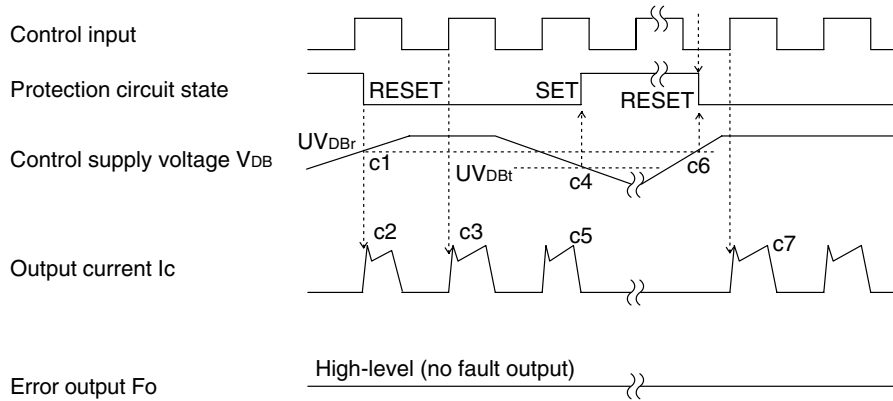 Control input
Protection circuit state
RESET
SET
RESET
UVDBr
Control supply voltage VDB
c1
UVDBt
c4
c6
c2
c3
c5
c7
Output current Ic
High-level (no fault output)
Error output Fo